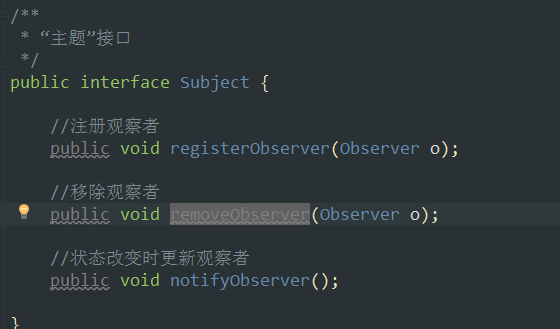 /**
 * “主题”接口
 */
public interface Subject {
//注册观察者
public void registerObserver(Observer o);
//移除观察者
public void removeObserver(Observer o);
//状态改变时更新观察者
public void notifyObserver();
}